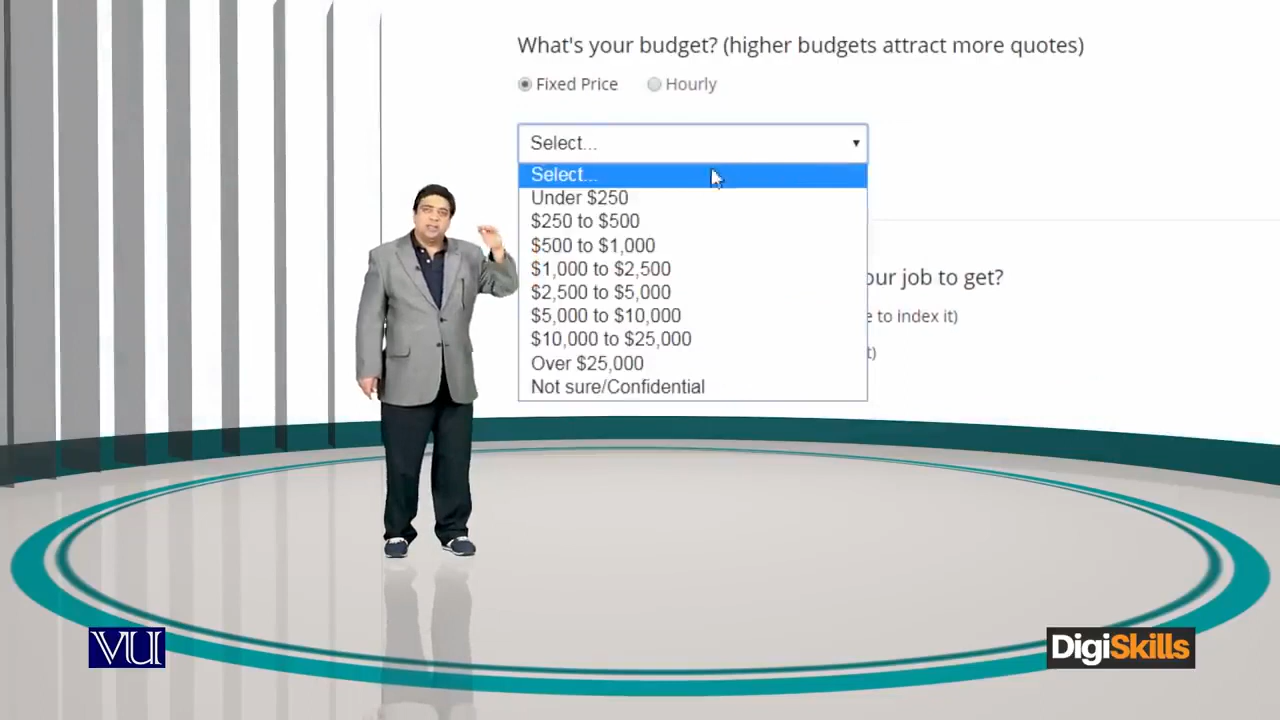 What's your budget? (higher budgets attract more quotes)
Fixed Price Hourly
Select...
Select...
Under $250
$250 to $500
$500 to $1,000
$1,000 to $2,500
our job to get?
$2,500 to $5,000
$5,000 to $10,000
e to index it)
$10,000 to $25,000
t)
Over $25,000
Not sure/Confidential
VU
DigiSkills